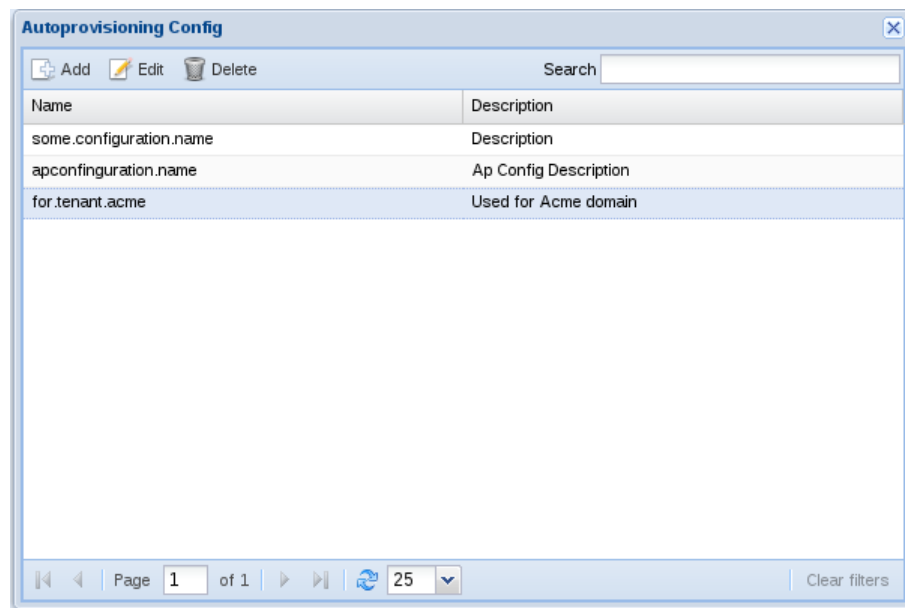 Autoprovisioning Config
Add Edit Delete Search
Name Description
some.configuration.name Description
apconfinguration.name Ap Config Description
for.tenant.acme Used for Acme domain
Page 1 of 1 25 Clear filters